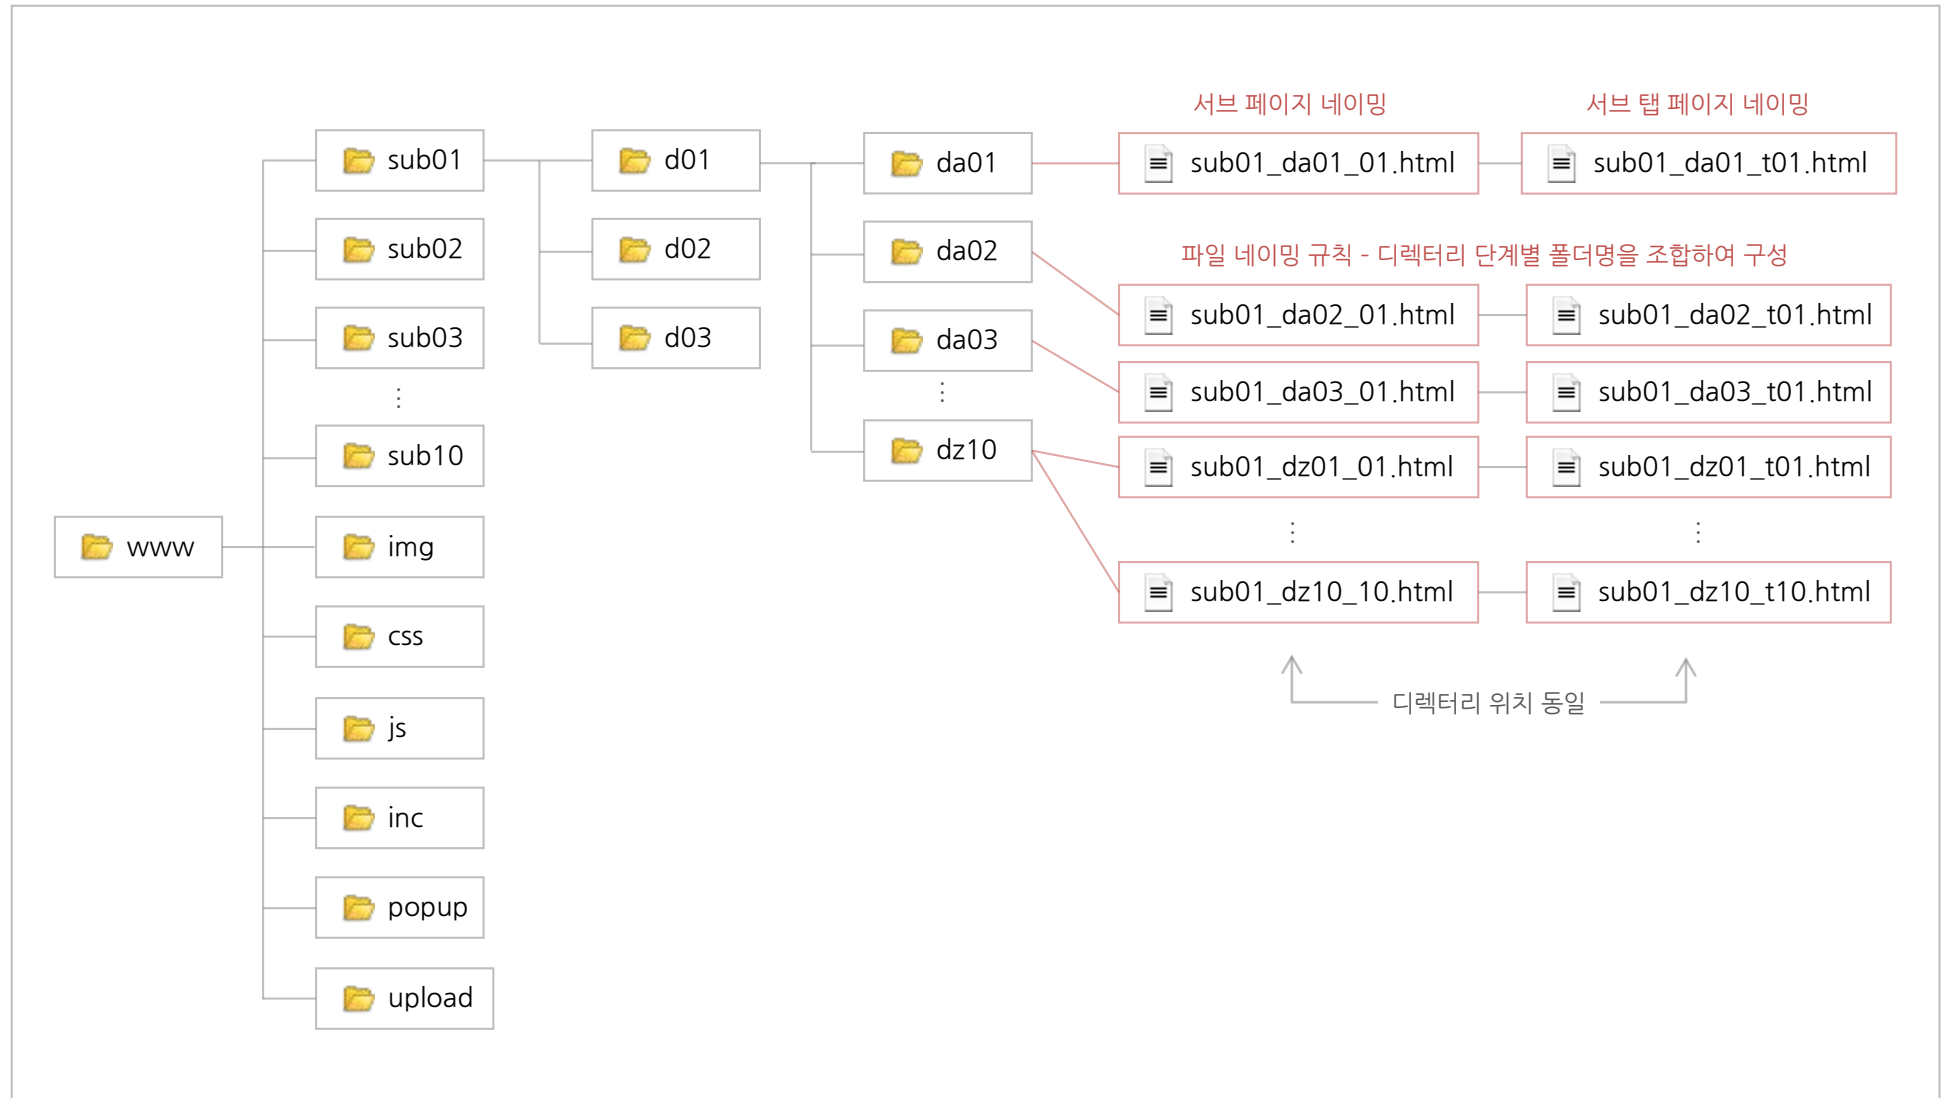 서브 페이지 네이밍
서브 탭 페이지 네이밍
sub01
d01
da01
sub01_da01_01.html
sub01_da01_t01.html
sub02
d02
da02
파일 네이밍 규칙 - 디렉터리 단계별 폴더명을 조합하여 구성
sub01_da02_01.html
sub01_da02_t01.html
sub03
d03
da03
sub01_da03_01.html
sub01_da03_t01.html
sub10
dz10
sub01_dz01_01.html
sub01_dz01_t01.html
www
img
sub01_dz10_10.html
sub01_dz10_t10.html
css
디렉터리 위치 동일
js
inc
popup
upload